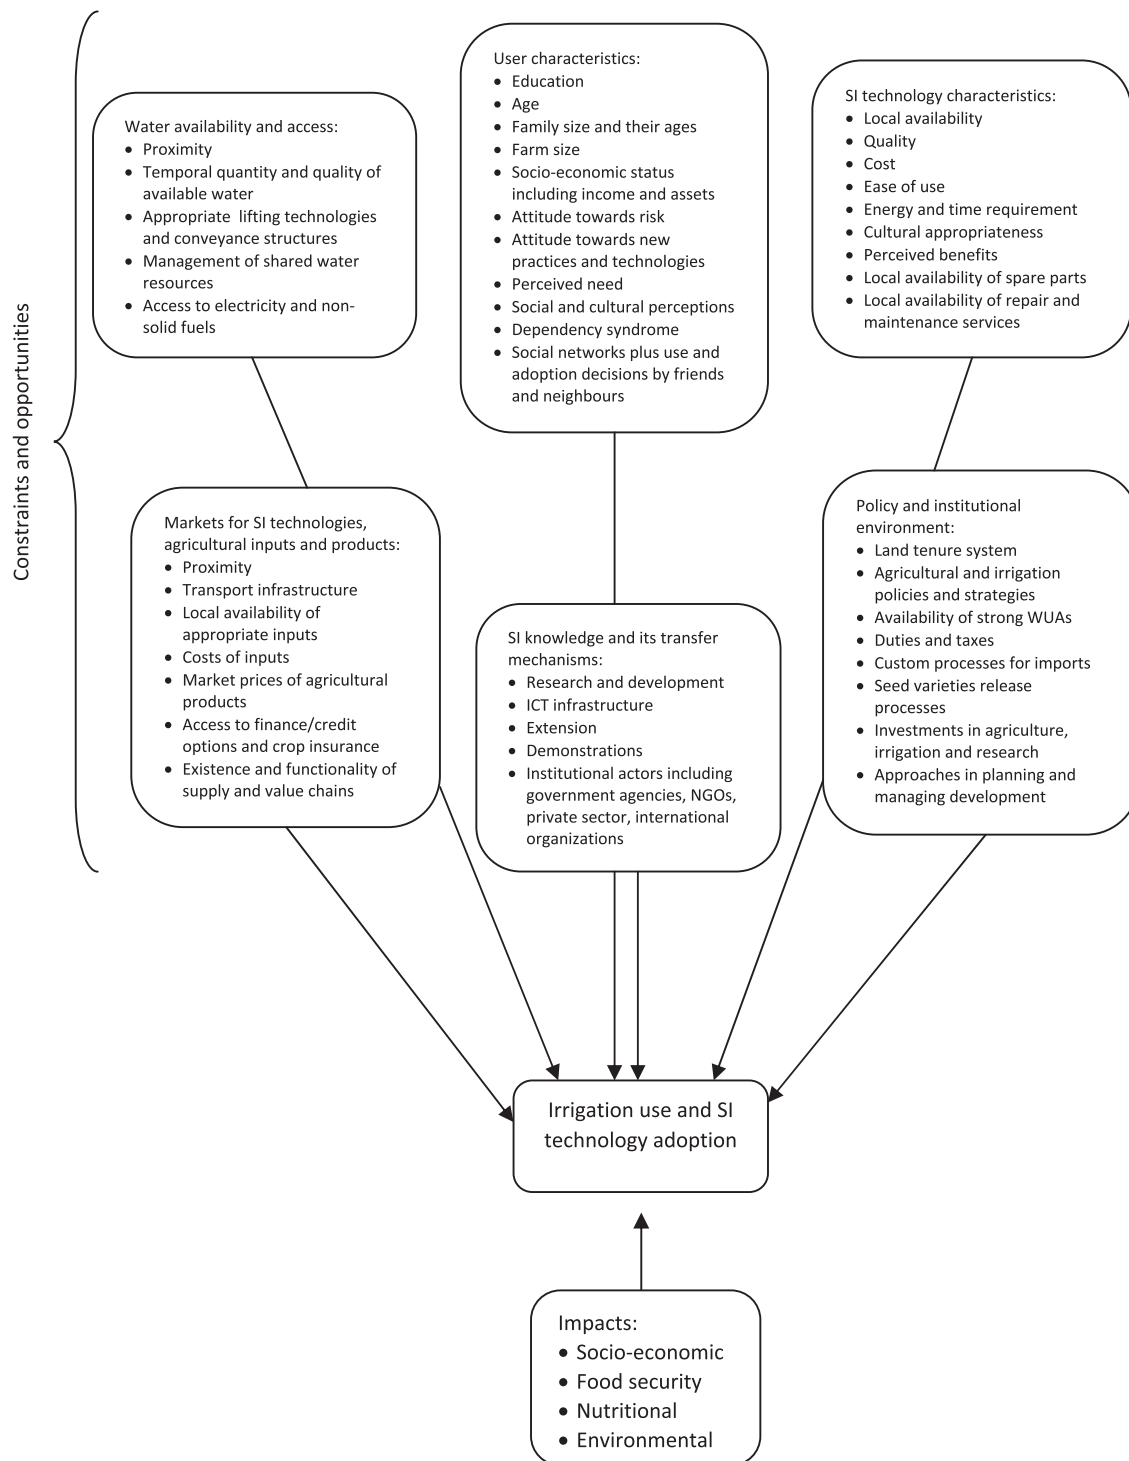 Constraints and opportunities
Water availability and access:
• Proximity
• Temporal quantity and quality of
available water
• Appropriate lifting technologies
and conveyance structures
• Management of shared water
resources
• Access to electricity and non-
solid fuels
User characteristics:
• Education
• Age
• Family size and their ages
• Farm size
• Socio-economic status
including income and assets
• Attitude towards risk
• Attitude towards new
practices and technologies
• Perceived need
• Social and cultural perceptions
• Dependency syndrome
• Social networks plus use and
adoption decisions by friends
and neighbours
SI technology characteristics:
• Local availability
• Quality
• Cost
• Ease of use
• Energy and time requirement
• Cultural appropriateness
• Perceived benefits
• Local availability of spare parts
• Local availability of repair and
maintenance services
Markets for SI technologies,
agricultural inputs and products:
• Proximity
• Transport infrastructure
• Local availability of
appropriate inputs
• Costs of inputs
• Market prices of agricultural
products
• Access to finance/credit
options and crop insurance
• Existence and functionality of
supply and value chains
SI knowledge and its transfer
mechanisms:
• Research and development
• ICT infrastructure
• Extension
• Demonstrations
• Institutional actors including
government agencies, NGOs,
private sector, international
organizations
Policy and institutional
environment:
• Land tenure system
• Agricultural and irrigation
policies and strategies
• Availability of strong WUAs
• Duties and taxes
• Custom processes for imports
• Seed varieties release
processes
• Investments in agriculture,
irrigation and research
• Approaches in planning and
managing development
Irrigation use and SI
technology adoption
Impacts:
• Socio-economic
• Food security
• Nutritional
• Environmental